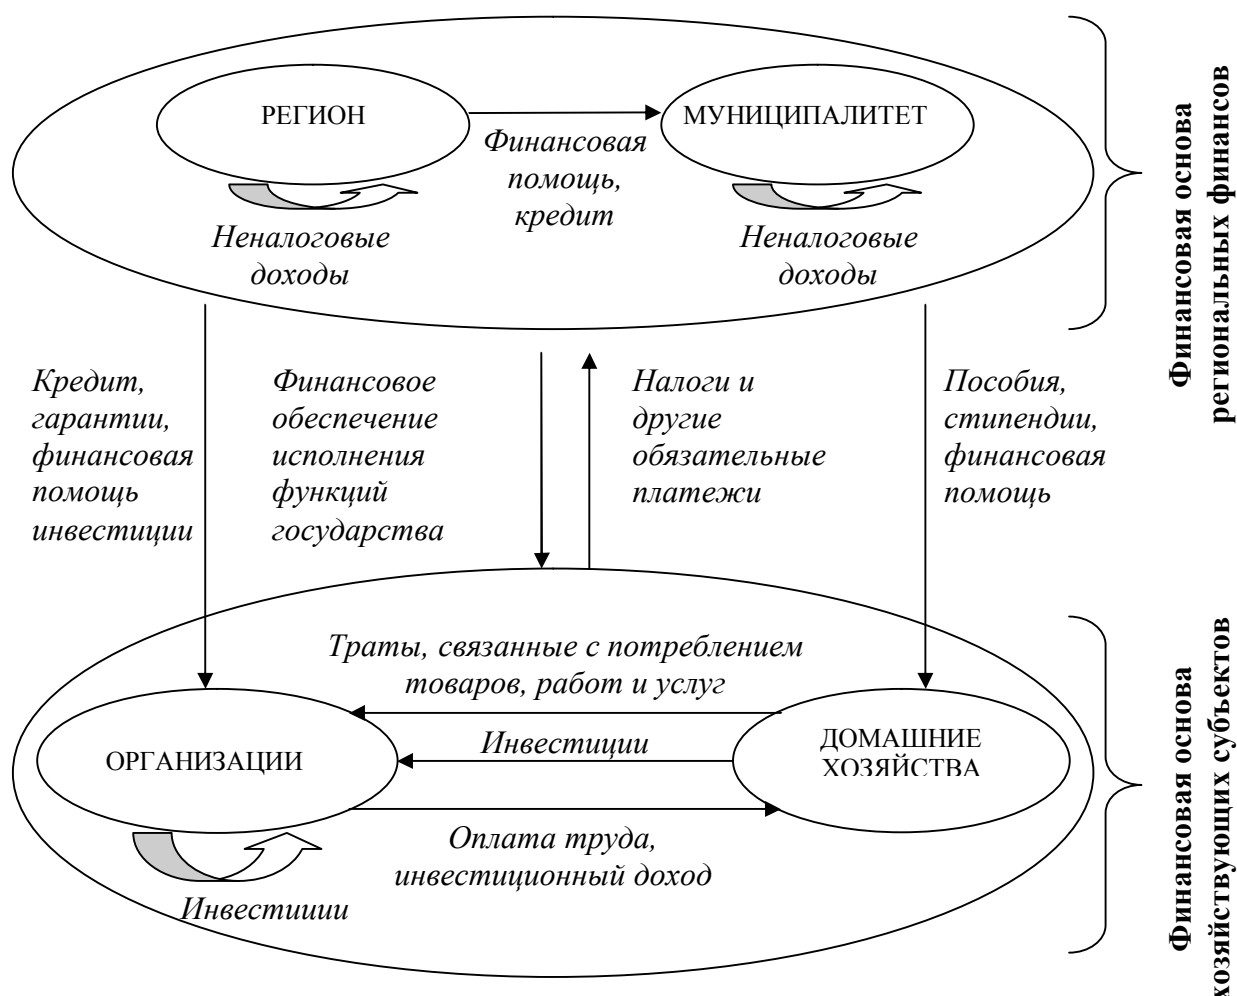 РЕГИОН
МУНИЦИПАЛИТЕТ
Финансовая
помощь,
кредит
Неналоговые
доходы
Неналоговые
доходы
Финансовая основа
региональных финансов
Кредит,
гарантии,
финансовая
помощь
инвестиции
Финансовое
обеспечение
исполнения
функций
государства
Налоги и
другие
обязательные
платежи
Пособия,
стипендии,
финансовая
помощь
Траты, связанные с потреблением
товаров, работ и услуг
ОРГАНИЗАЦИИ
Инвестиции
ДОМАШНИЕ
ХОЗЯЙСТВА
Оплата труда,
инвестиционный доход
Инвестиции
Финансовая основа
хозяйствующих субъектов